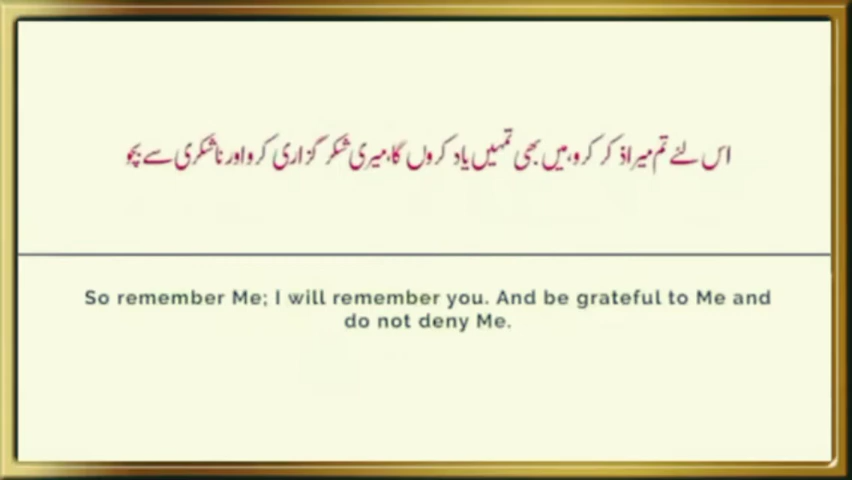 اس لئے تم میرا ذکر کرو، میں بھی تمہیں یاد کروں گا، میری شکر گزاری کرو اور ناشکری سے بچو
So remember Me; I will remember you. And be grateful to Me and
do not deny Me.